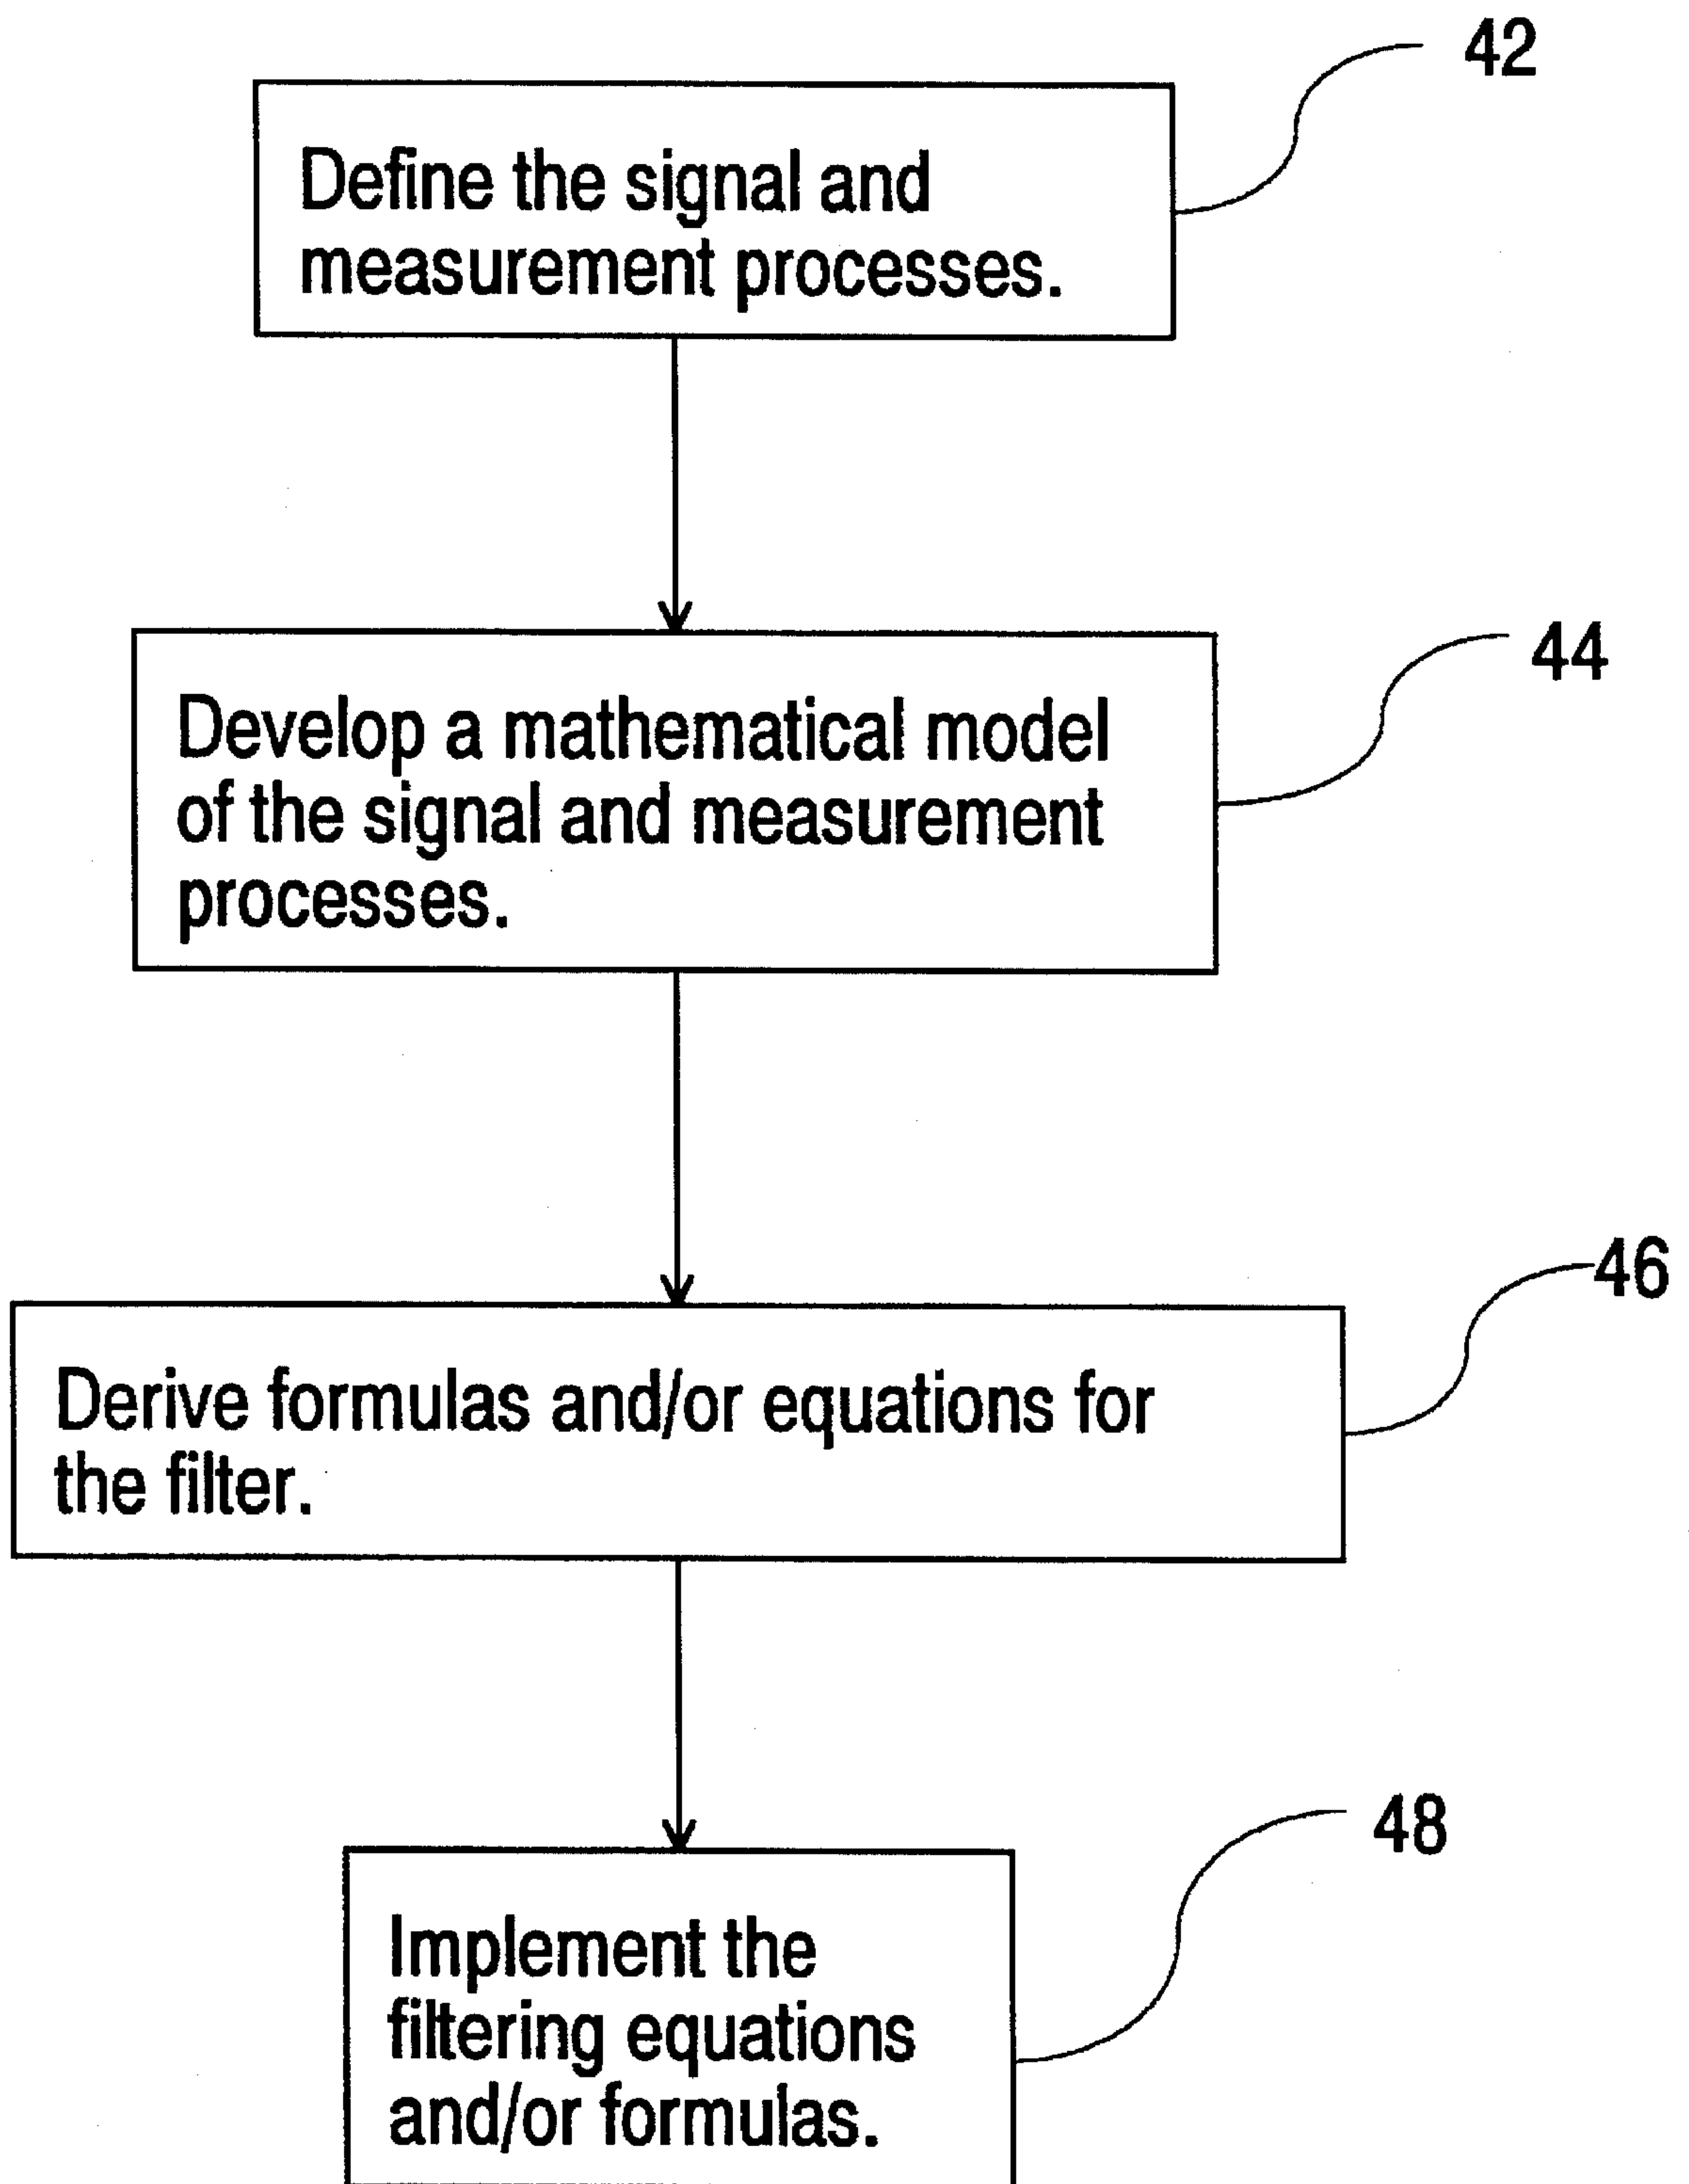 42
Define the signal and
measurement processes.
44
Develop a mathematical model
of the signal and measurement
processes.
46
Derive formulas and/or equations for
the filter.
48
Implement the
filtering equations
and/or formulas.